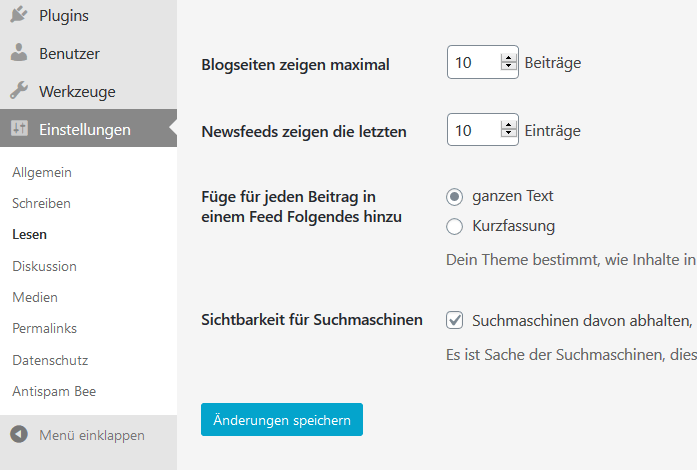 Plugins
Benutzer
Werkzeuge
Einstellungen
Allgemein
Schreiben
Lesen
Diskussion
Medien
Permalinks
Datenschutz
Antispam Bee
Menü einklappen
Blogseiten zeigen maximal 10 Beiträge
Newsfeeds zeigen die letzten 10 Einträge
Füge für jeden Beitrag in
einem Feed Folgendes hinzu
ganzen Text
Kurzfassung
Dein Theme bestimmt, wie Inhalte in
Sichtbarkeit für Suchmaschinen
Suchmaschinen davon abhalten,
Es ist Sache der Suchmaschinen, dies
Änderungen speichern